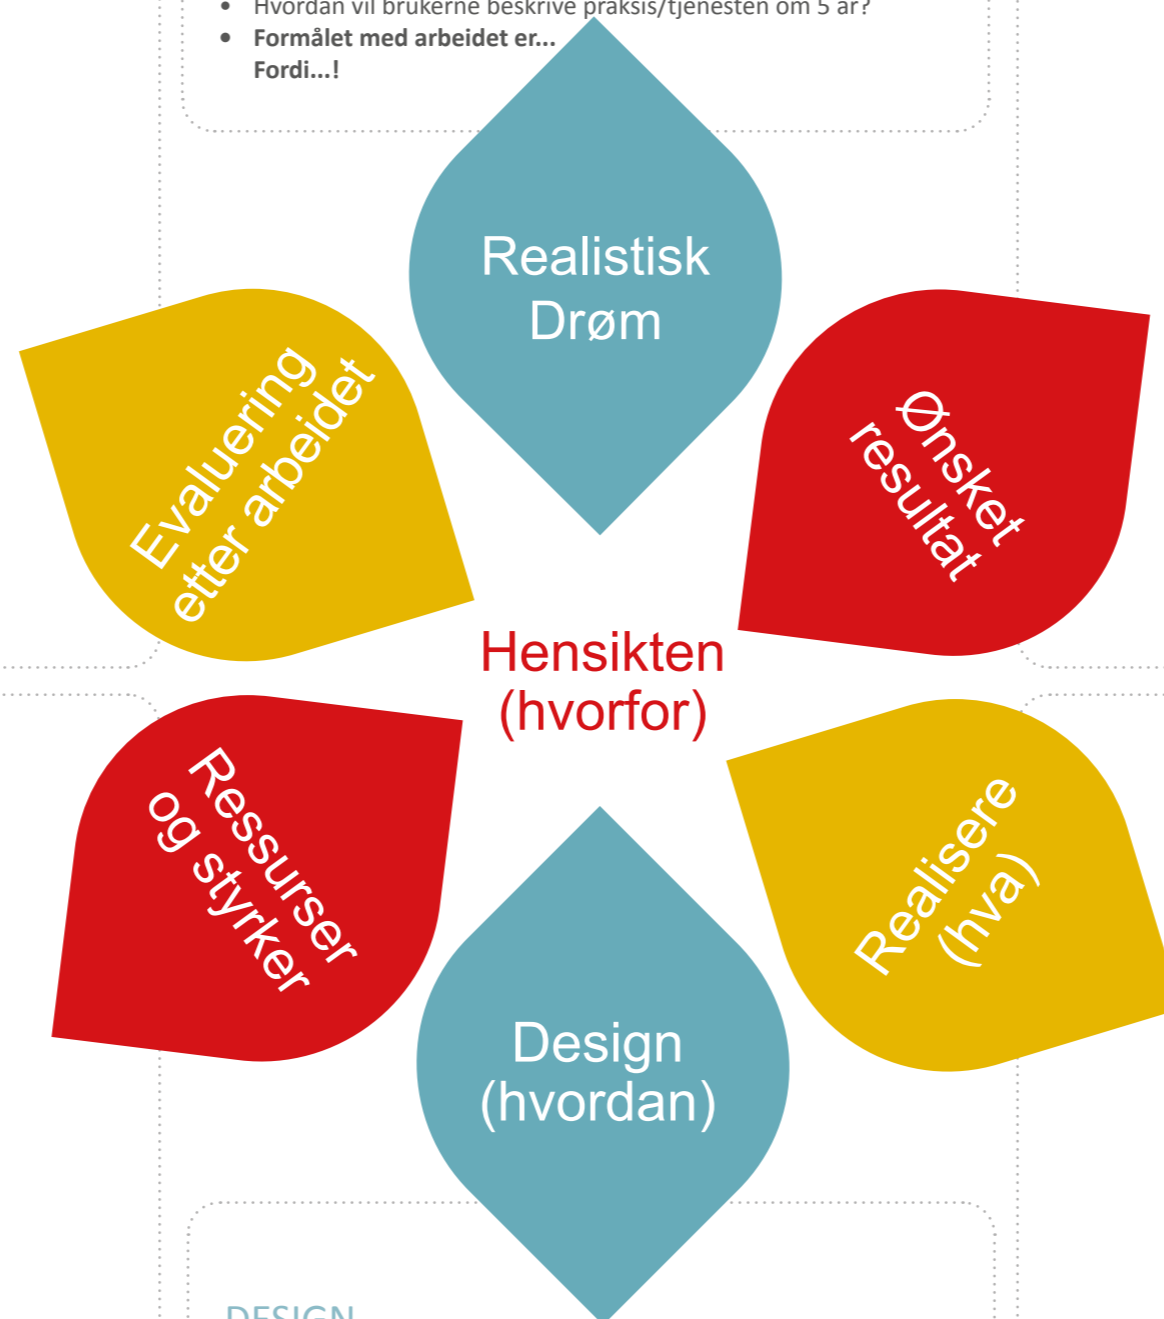 • Hvordan vil brukerne beskrive praksis/tjenesten om 5 år?
• Formålet med arbeidet er...
Fordi...!
Realistisk
Drøm
Evaluering
etter arbeidet
Ønsket
resultat
Hensikten
(hvorfor)
Ressurser
og styrker
Realisere
(hva)
Design
(hvordan)
DESIGN